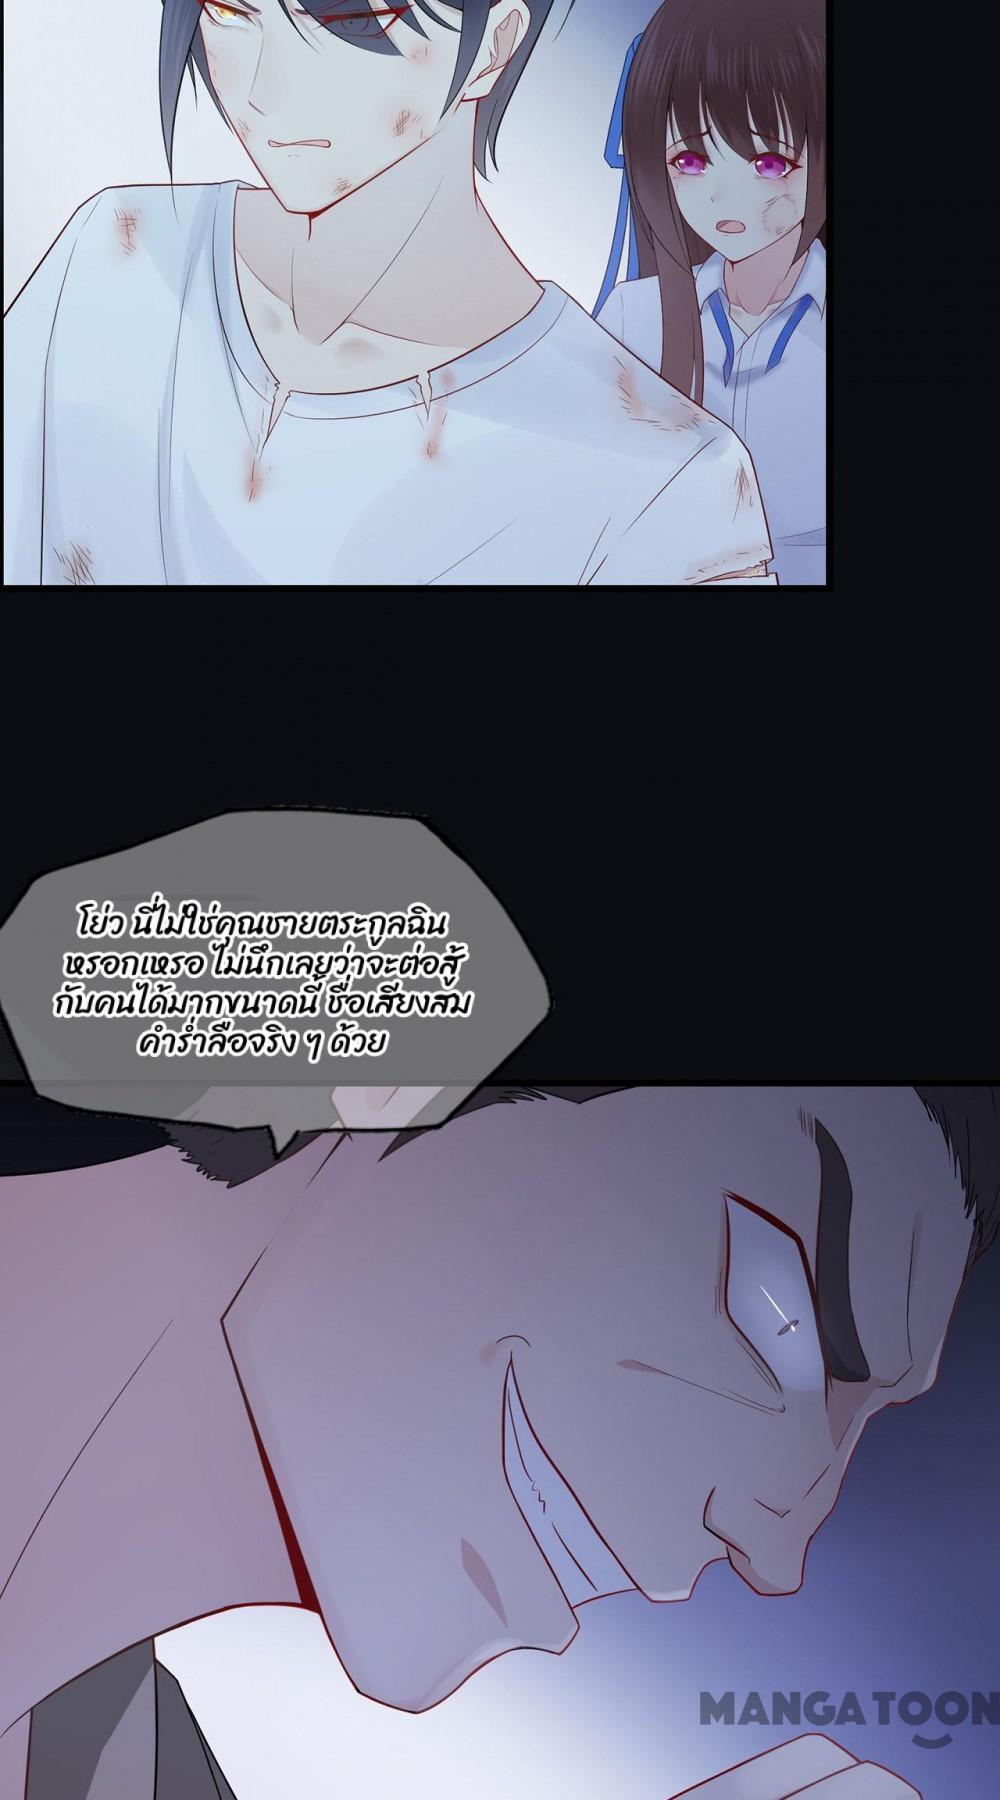 โย่ว นี่ไม่ใช่คุณชายตระกูลฉิน
หรอกเหรอ ไม่นึกเลยว่าจะต่อสู้
กับคนได้มากขนาดนี้ ชื่อเสียงสม
คำร่ำลือจริง ๆ ด้วย
MANGATOON